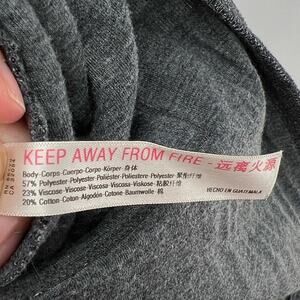 KEEP AWAY FROM FIRE - 远离火源
Body-Corps-Cuerpo-Corpo-Körper-身体
57% Polyester-Polyester-Poliéster-Poliestere-Polyester-聚酯纤维
23% Viscose-Viscose-Viscosa-Viscosa-Viskose-粘胶纤维
20% Cotton-Coton-Algodón-Cotone-Baumwolle-棉
HECHO EN GUATEMALA
RN
CA